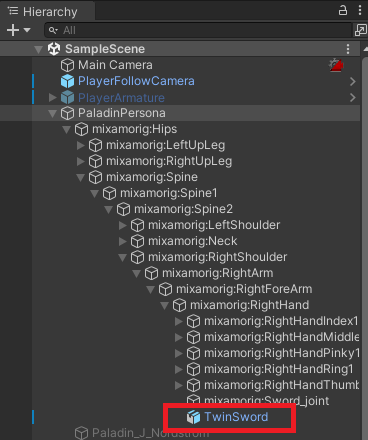 Hierarchy
All
SampleScene
Main Camera
PlayerFollowCamera
PlayerArmature
PaladinPersona
mixamorig:Hips
mixamorig:LeftUpLeg
mixamorig:RightUpLeg
mixamorig:Spine
mixamorig:Spine1
mixamorig:Spine2
mixamorig:LeftShoulder
mixamorig:Neck
mixamorig:RightShoulder
mixamorig:RightArm
mixamorig:RightForeArm
mixamorig:RightHand
mixamorig:RightHandIndex1
mixamorig:RightHandMiddle
mixamorig:RightHandPinky1
mixamorig:RightHandRing1
mixamorig:RightHandThumb
mixamorig:Sword_joint
TwinSword
Paladin_J_Nordstrom